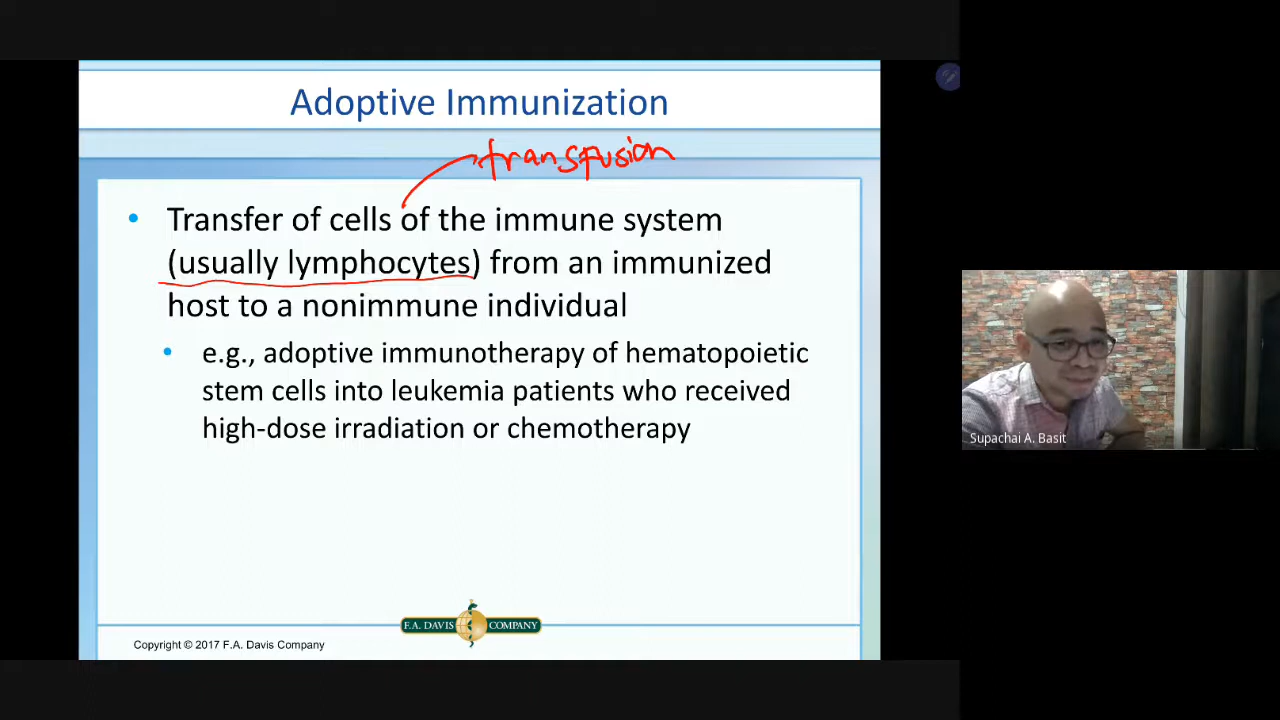 Adoptive Immunization
transfusion
• Transfer of cells of the immune system
(usually lymphocytes) from an immunized
host to a nonimmune individual
• e.g., adoptive immunotherapy of hematopoietic
stem cells into leukemia patients who received
high-dose irradiation or chemotherapy
Supachai A. Basit
F.A. DAVIS COMPANY
Copyright © 2017 F.A. Davis Company